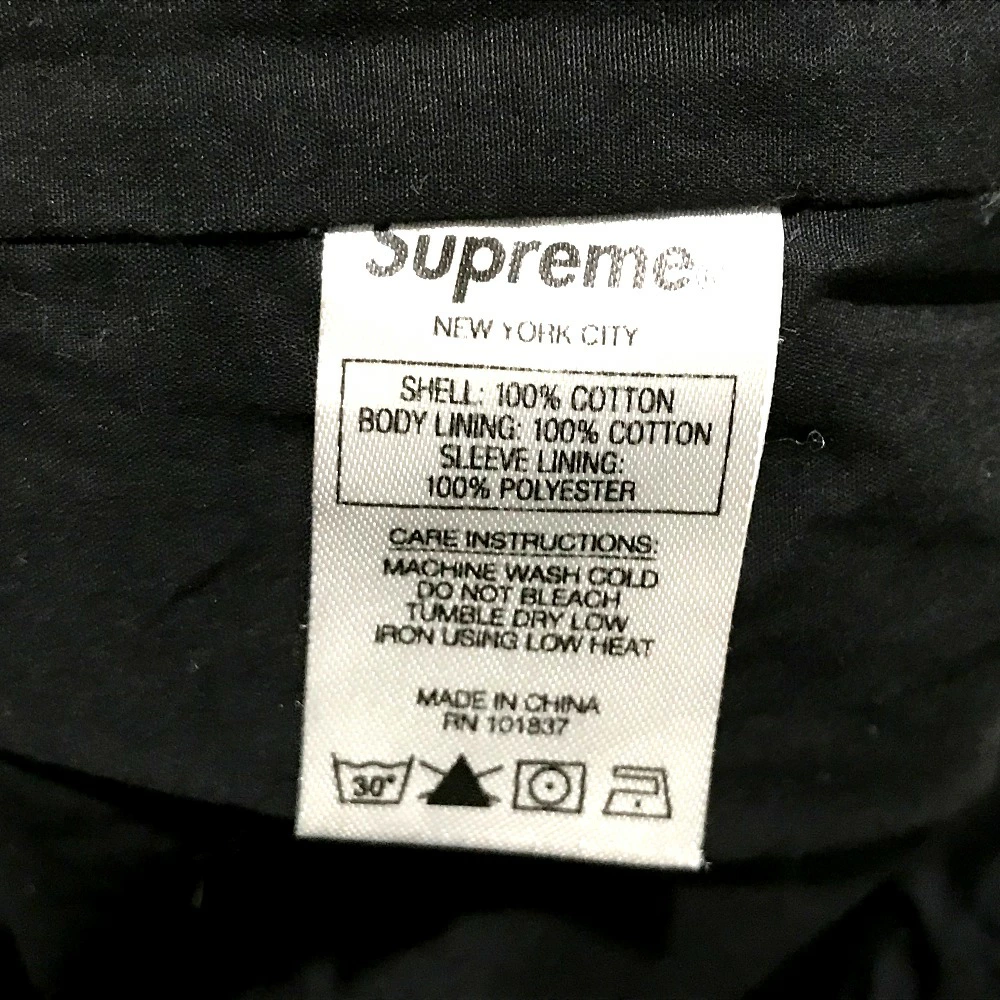 Supreme
NEW YORK CITY
SHELL: 100% COTTON
BODY LINING: 100% COTTON
SLEEVE LINING:
100% POLYESTER
CARE INSTRUCTIONS:
MACHINE WASH COLD
DO NOT BLEACH
TUMBLE DRY LOW
IRON USING LOW HEAT
MADE IN CHINA
RN 101837
30°